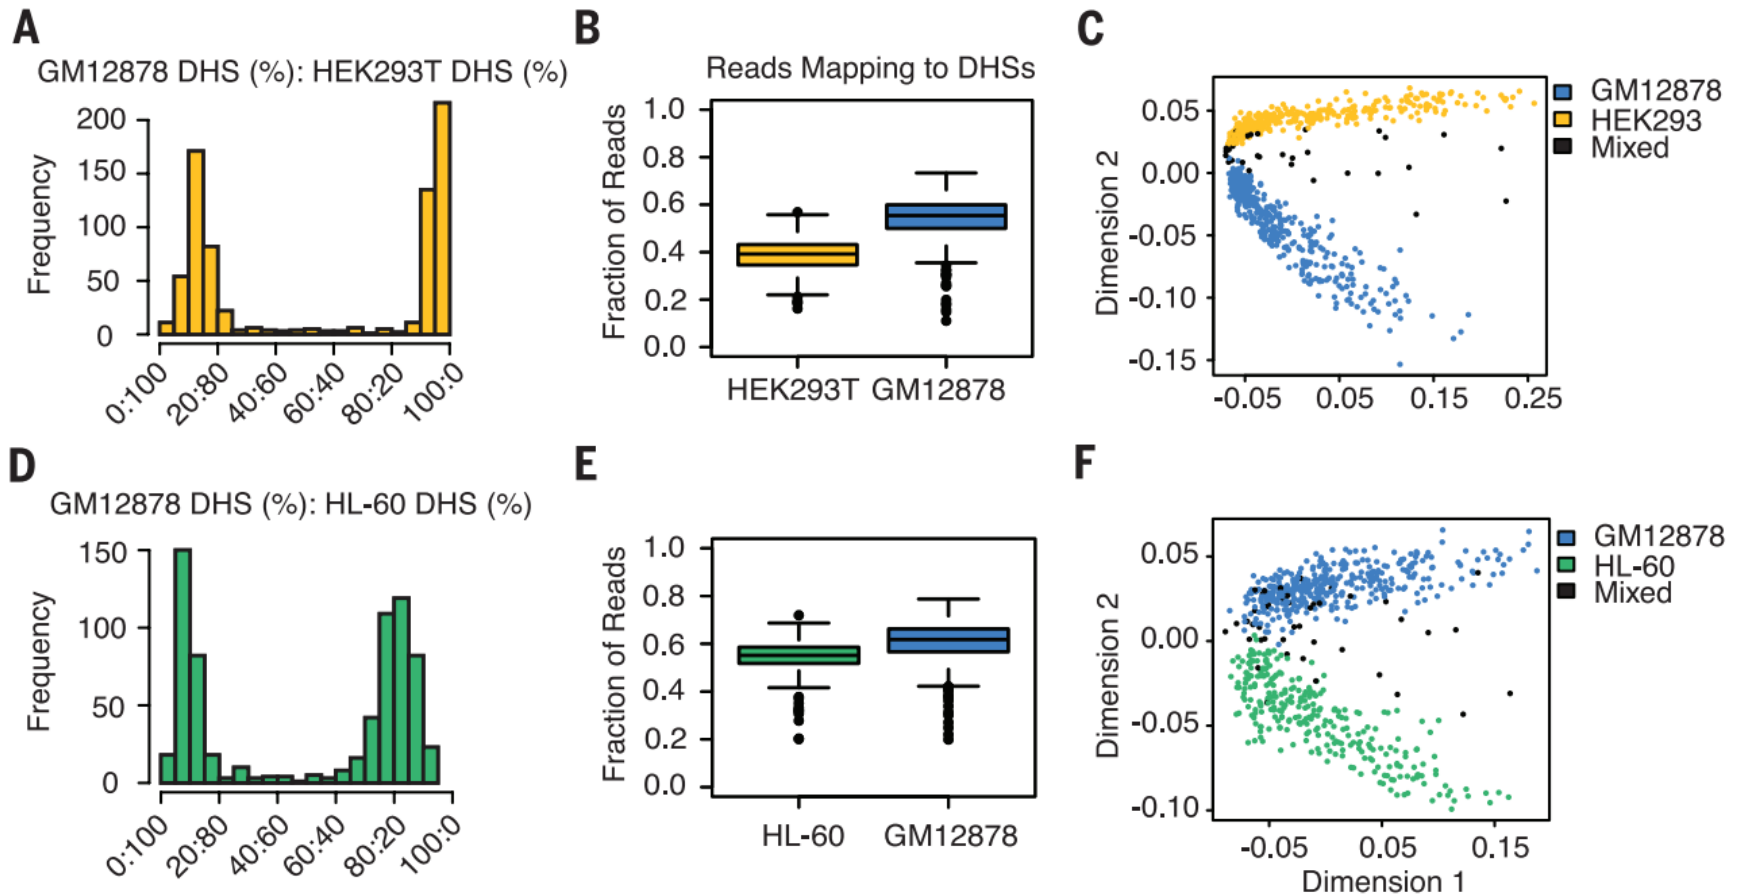 A
GM12878 DHS (%): HEK293T DHS (%)
Frequency
200
150
100
50
0
0:100
20:80
40:60
60:40
80:20
100:0
B
Reads Mapping to DHSs
Fraction of Reads
1.0
0.8
0.6
0.4
0.2
0.0
HEK293T GM12878
C
Dimension 2
0.05
0.00
-0.05
-0.10
-0.15
-0.05 0.05 0.15 0.25
GM12878
HEK293
Mixed
D
GM12878 DHS (%): HL-60 DHS (%)
Frequency
150
100
50
0
0:100
20:80
40:60
60:40
80:20
100:0
E
Fraction of Reads
1.0
0.8
0.6
0.4
0.2
0.0
HL-60 GM12878
F
Dimension 2
0.05
0.00
-0.05
-0.10
-0.05 0.05 0.15
Dimension 1
GM12878
HL-60
Mixed